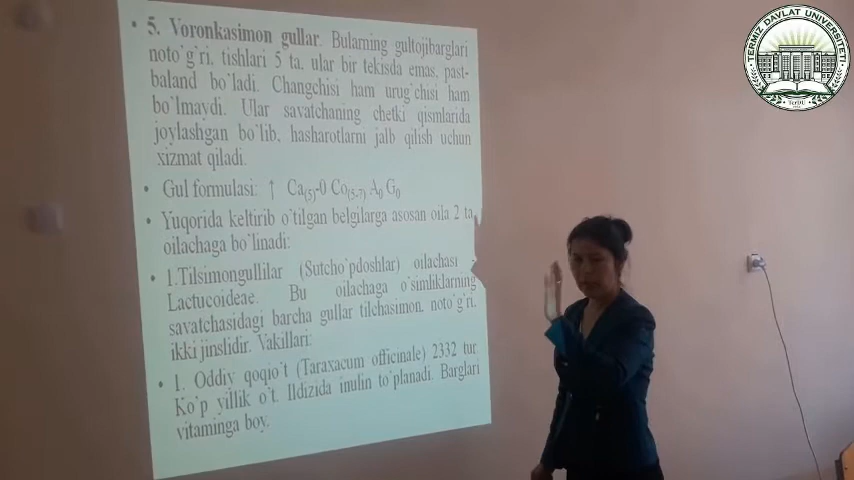 • 5. Voronkasimon gullar. Bularning gultojibarglari
noto`g`ri, tishlari 5 ta, ular bir tekisda emas, past-
baland bo`ladi. Changchisi ham urug`chisi ham
bo`lmaydi. Ular savatchaning chetki qismlarida
joylashgan bo`lib, hasharotlarni jalb qilish uchun
xizmat qiladi.
• Gul formulasi: ↑ Ca(5)-0 Co(5-7) A0 G0
• Yuqorida keltirib o`tilgan belgilarga asosan oila 2 ta
oilachaga bo`linadi:
• 1.Tilsimongullilar (Sutcho`pdoshlar) oilachasi
Lactucoideae. Bu oilachaga o`simliklarning
savatchasidagi barcha gullar tilchasimon, noto`g`ri,
ikki jinslidir. Vakillari:
• 1. Oddiy qoqio`t (Taraxacum officinale) 2332 tur.
Ko`p yillik o`t. Ildizida inulin to`planadi. Barglari
vitaminga boy.
TERMIZ DAVLAT UNIVERSITETI
TerDU